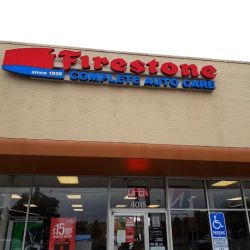 Firestone
since 1926
COMPLETE AUTO CARE
OPEN
4015
$15